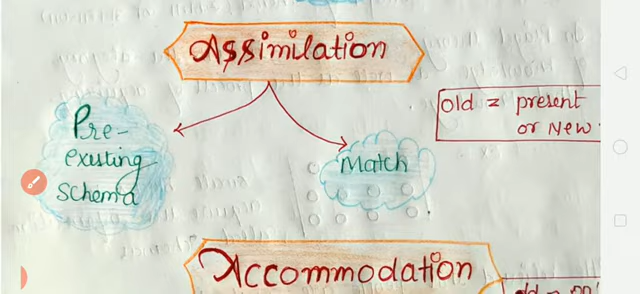 Assimilation
Pre-
existing
Schema
Match
old = present
or New
Accommodation